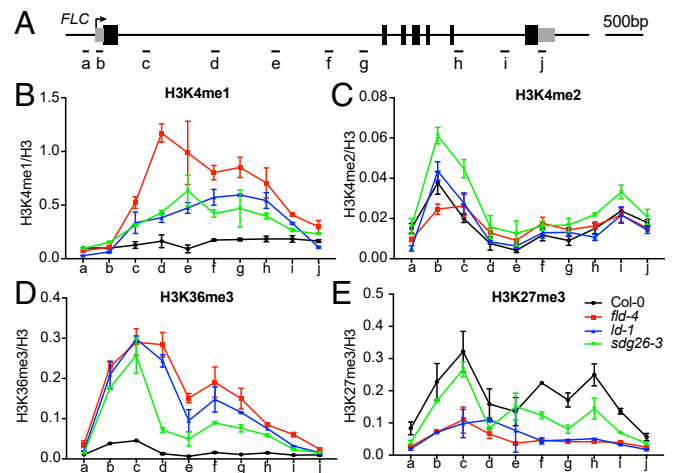 A
FLC
500bp
a b c d e f g h i j
B
H3K4me1
H3K4me1/H3
1.5
1.0
0.5
0.0
a b c d e f g h i j
C
H3K4me2
H3K4me2/H3
0.08
0.06
0.04
0.02
0.00
a b c d e f g h i j
D
H3K36me3
H3K36me3/H3
0.4
0.3
0.2
0.1
0.0
a b c d e f g h i j
E
H3K27me3
H3K27me3/H3
0.5
0.4
0.3
0.2
0.1
0.0
a b c d e f g h i j
Col-0
fld-4
ld-1
sdg26-3